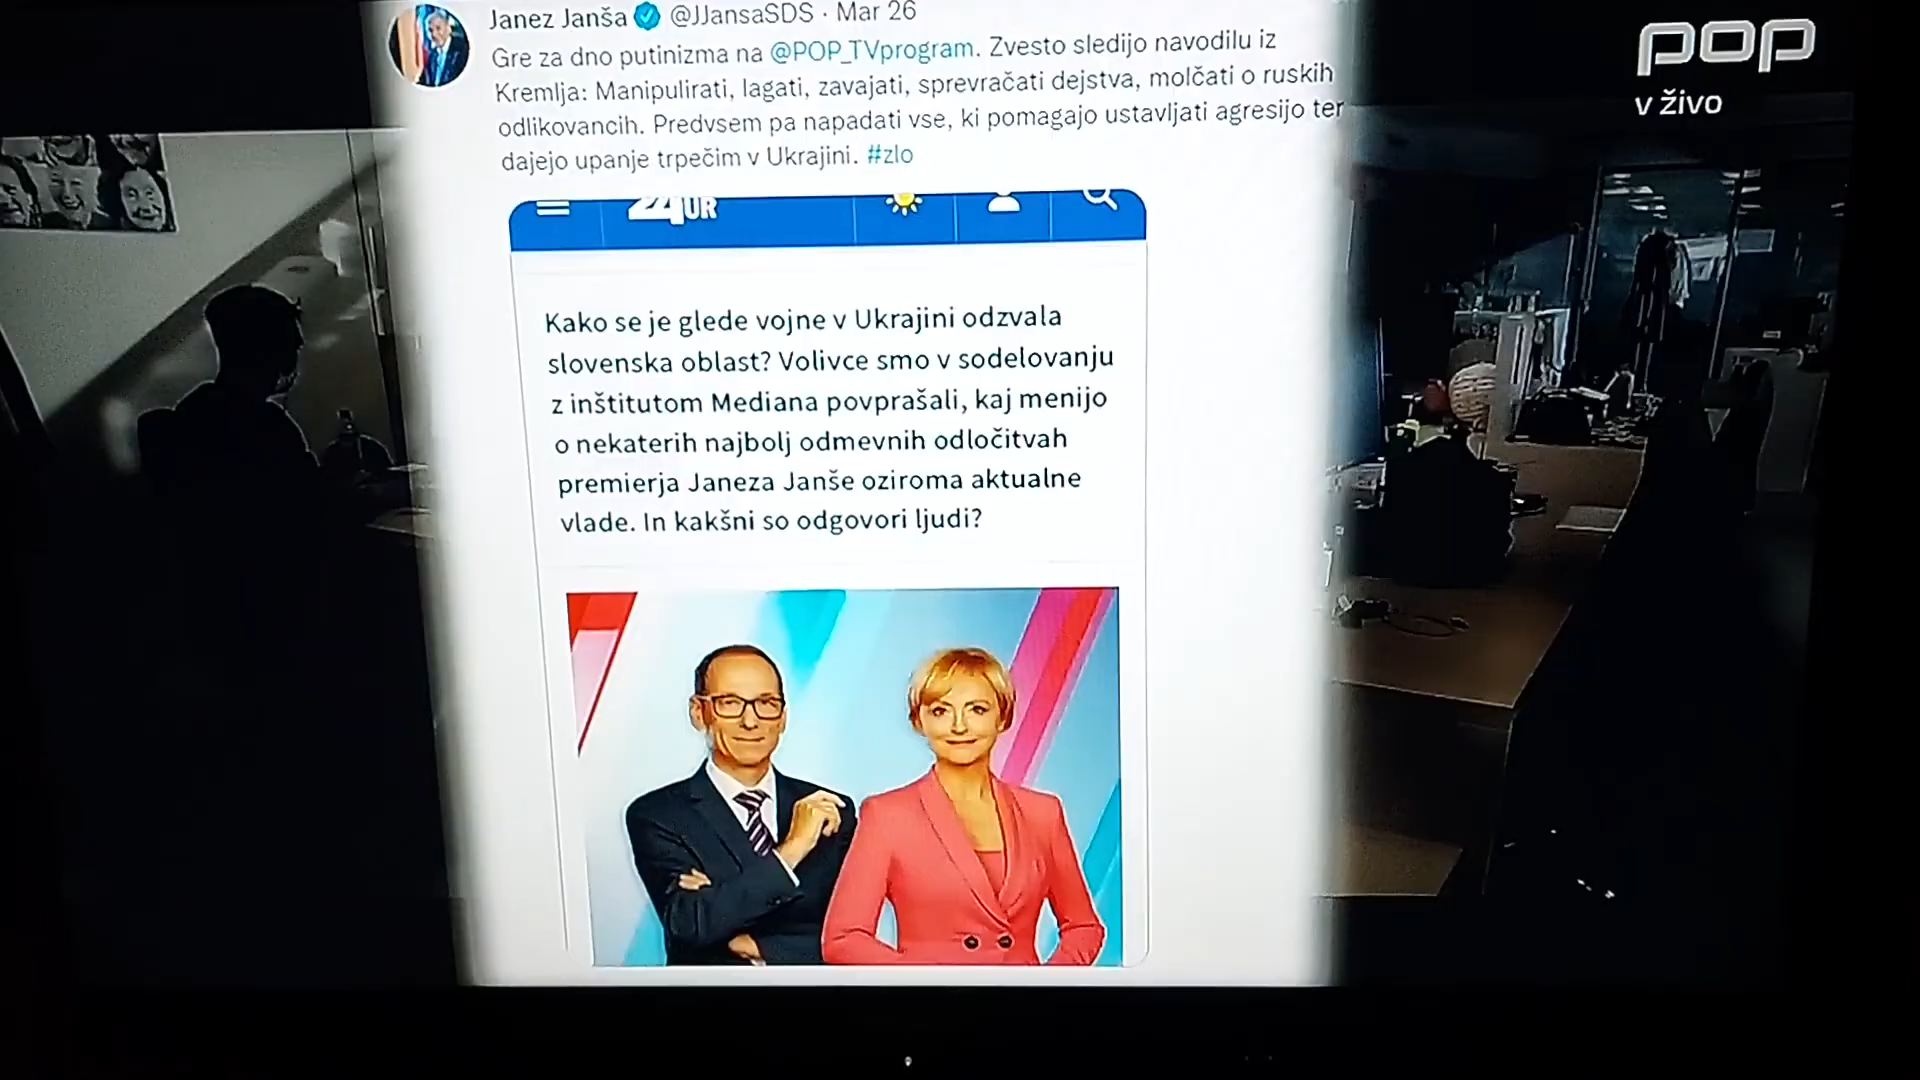 Janez Janša @JJansaSDS · Mar 26
Gre za dno putinizma na @POP_TVprogram. Zvesto sledijo navodilu iz
Kremlja: Manipulirati, lagati, zavajati, sprevračati dejstva, molčati o ruskih
odlikovancih. Predvsem pa napadati vse, ki pomagajo ustavljati agresijo ter
dajejo upanje trpečim v Ukrajini. #zlo
pop
v živo
24UR
Kako se je glede vojne v Ukrajini odzvala
slovenska oblast? Volivce smo v sodelovanju
z inštitutom Mediana povprašali, kaj menijo
o nekaterih najbolj odmevnih odločitvah
premierja Janeza Janše oziroma aktualne
vlade. In kakšni so odgovori ljudi?